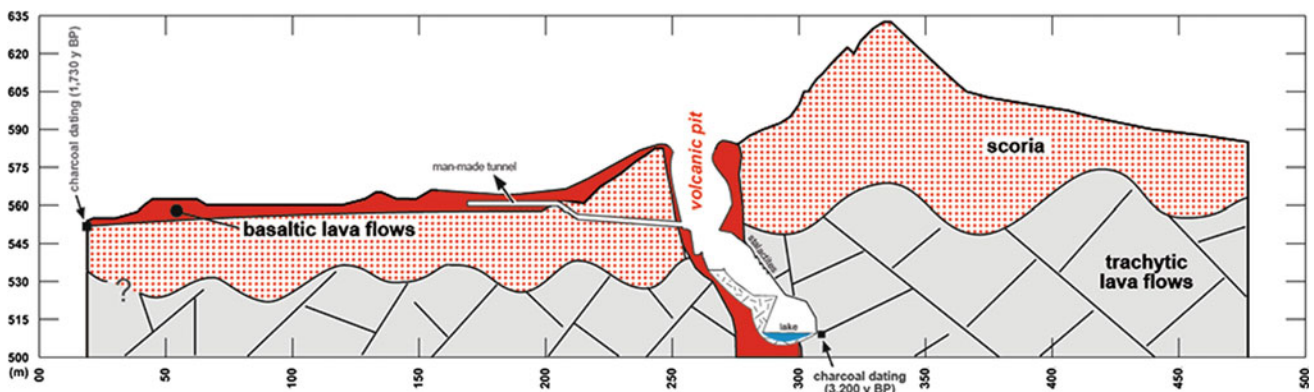 635
620
605
590
575
560
545
530
515
500
(m)
charcoal dating (1,730 y BP)
man-made tunnel
volcanic pit
scoria
basaltic lava flows
stalactites
trachytic
lava flows
?
lake
charcoal dating
(3,200 y BP)
0
50
100
150
200
250
300
350
400
450
500